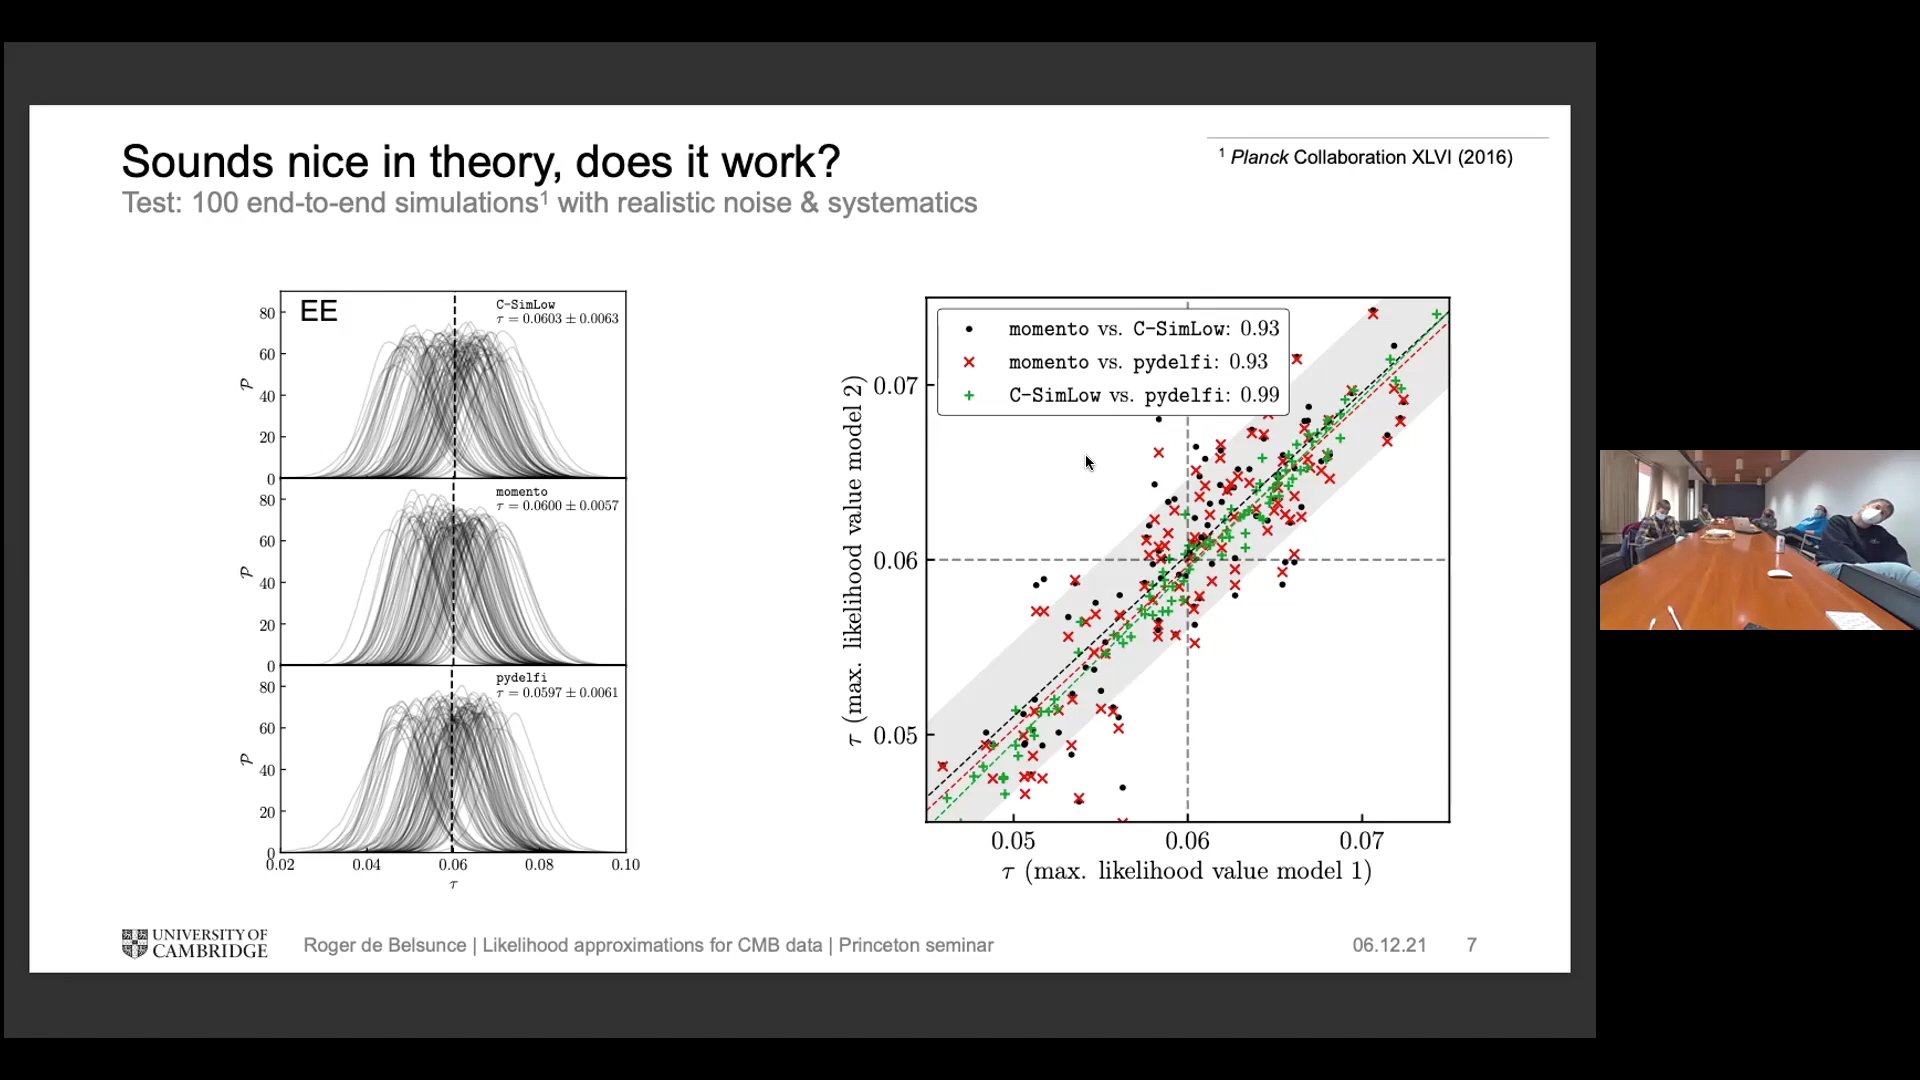 Sounds nice in theory, does it work?
Test: 100 end-to-end simulations¹ with realistic noise & systematics
¹ Planck Collaboration XLVI (2016)
EE
C-SimLow
τ = 0.0603 ± 0.0063
80
60
40
20
0
𝒫
momento
τ = 0.0600 ± 0.0057
80
60
40
20
0
𝒫
pydelfi
τ = 0.0597 ± 0.0061
80
60
40
20
0
𝒫
0.02 0.04 0.06 0.08 0.10
τ
momento vs. C-SimLow: 0.93
momento vs. pydelfi: 0.93
C-SimLow vs. pydelfi: 0.99
τ (max. likelihood value model 2)
0.07
0.06
0.05
0.05 0.06 0.07
τ (max. likelihood value model 1)
UNIVERSITY OF
CAMBRIDGE
Roger de Belsunce | Likelihood approximations for CMB data | Princeton seminar
06.12.21 7